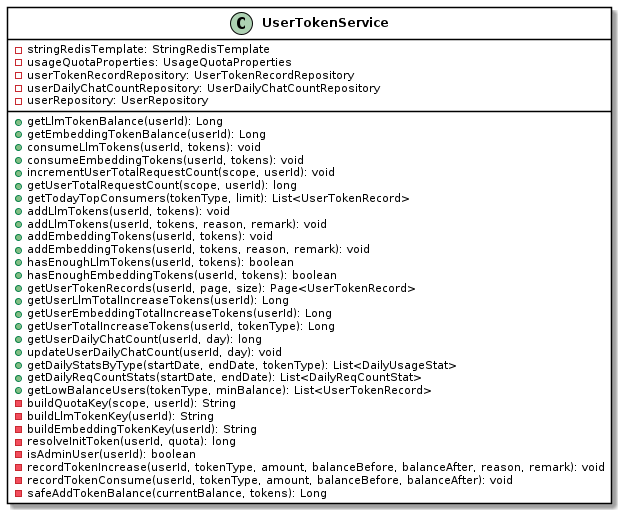 C UserTokenService
stringRedisTemplate: StringRedisTemplate
usageQuotaProperties: UsageQuotaProperties
userTokenRecordRepository: UserTokenRecordRepository
userDailyChatCountRepository: UserDailyChatCountRepository
userRepository: UserRepository
getLlmTokenBalance(userId): Long
getEmbeddingTokenBalance(userId): Long
consumeLlmTokens(userId, tokens): void
consumeEmbeddingTokens(userId, tokens): void
incrementUserTotalRequestCount(scope, userId): void
getUserTotalRequestCount(scope, userId): long
getTodayTopConsumers(tokenType, limit): List<UserTokenRecord>
addLlmTokens(userId, tokens): void
addLlmTokens(userId, tokens, reason, remark): void
addEmbeddingTokens(userId, tokens): void
addEmbeddingTokens(userId, tokens, reason, remark): void
hasEnoughLlmTokens(userId, tokens): boolean
hasEnoughEmbeddingTokens(userId, tokens): boolean
getUserTokenRecords(userId, page, size): Page<UserTokenRecord>
getUserLlmTotalIncreaseTokens(userId): Long
getUserEmbeddingTotalIncreaseTokens(userId): Long
getUserTotalIncreaseTokens(userId, tokenType): Long
getUserDailyChatCount(userId, day): long
updateUserDailyChatCount(userId, day): void
getDailyStatsByType(startDate, endDate, tokenType): List<DailyUsageStat>
getDailyReqCountStats(startDate, endDate): List<DailyReqCountStat>
getLowBalanceUsers(tokenType, minBalance): List<UserTokenRecord>
buildQuotaKey(scope, userId): String
buildLlmTokenKey(userId): String
buildEmbeddingTokenKey(userId): String
resolveInitToken(userId, quota): long
isAdminUser(userId): boolean
recordTokenIncrease(userId, tokenType, amount, balanceBefore, balanceAfter, reason, remark): void
recordTokenConsume(userId, tokenType, amount, balanceBefore, balanceAfter): void
safeAddTokenBalance(currentBalance, tokens): Long